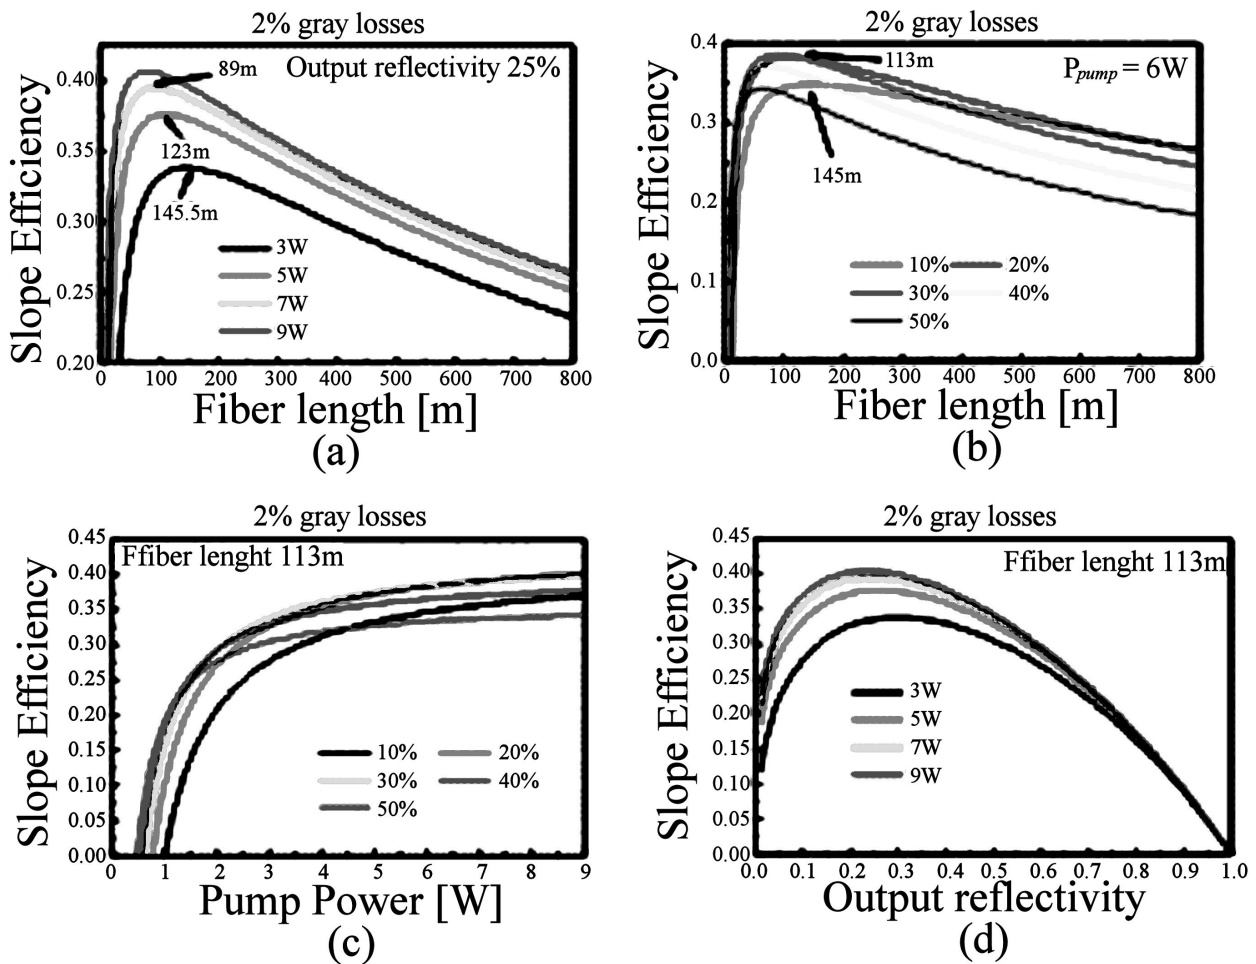 2% gray losses
Output reflectivity 25%
89m
123m
145.5m
3W
5W
7W
9W
0.40
0.35
0.30
0.25
0.20
0 100 200 300 400 500 600 700 800
Slope Efficiency
Fiber length [m]
(a)
2% gray losses
P_pump = 6W
113m
145m
10% 20%
30% 40%
50%
0.4
0.3
0.2
0.1
0.0
0 100 200 300 400 500 600 700 800
Slope Efficiency
Fiber length [m]
(b)
2% gray losses
Ffiber lenght 113m
10% 20%
30% 40%
50%
0.45
0.40
0.35
0.30
0.25
0.20
0.15
0.10
0.05
0.00
0 1 2 3 4 5 6 7 8 9
Slope Efficiency
Pump Power [W]
(c)
2% gray losses
Ffiber lenght 113m
3W
5W
7W
9W
0.45
0.40
0.35
0.30
0.25
0.20
0.15
0.10
0.05
0.00
0.0 0.1 0.2 0.3 0.4 0.5 0.6 0.7 0.8 0.9 1.0
Slope Efficiency
Output reflectivity
(d)